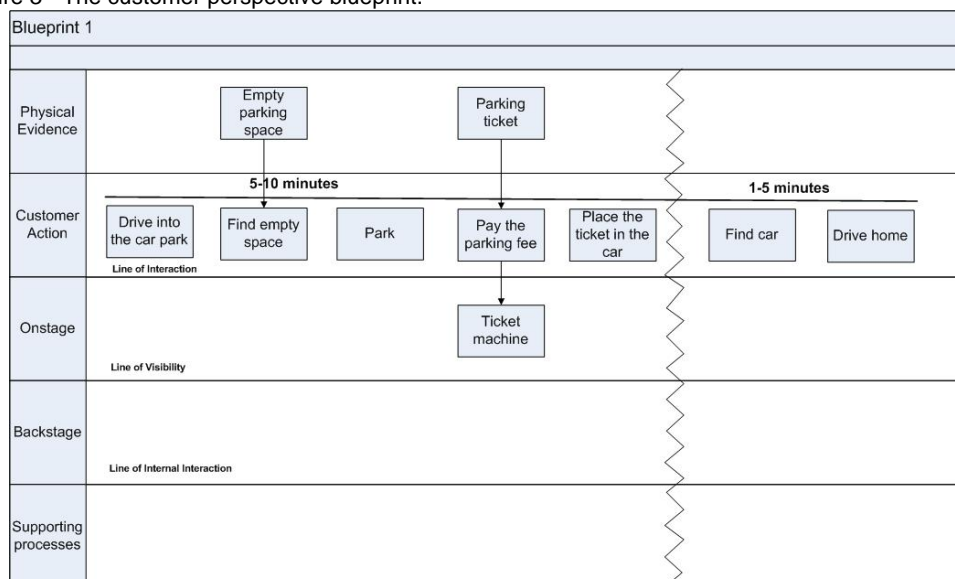 The customer perspective blueprint.
Blueprint 1
Physical
Evidence
Empty
parking
space
Parking
ticket
5-10 minutes
1-5 minutes
Customer
Action
Drive into
the car park
Find empty
space
Park
Pay the
parking fee
Place the
ticket in the
car
Find car
Drive home
Line of Interaction
Onstage
Ticket
machine
Line of Visibility
Backstage
Line of Internal Interaction
Supporting
processes